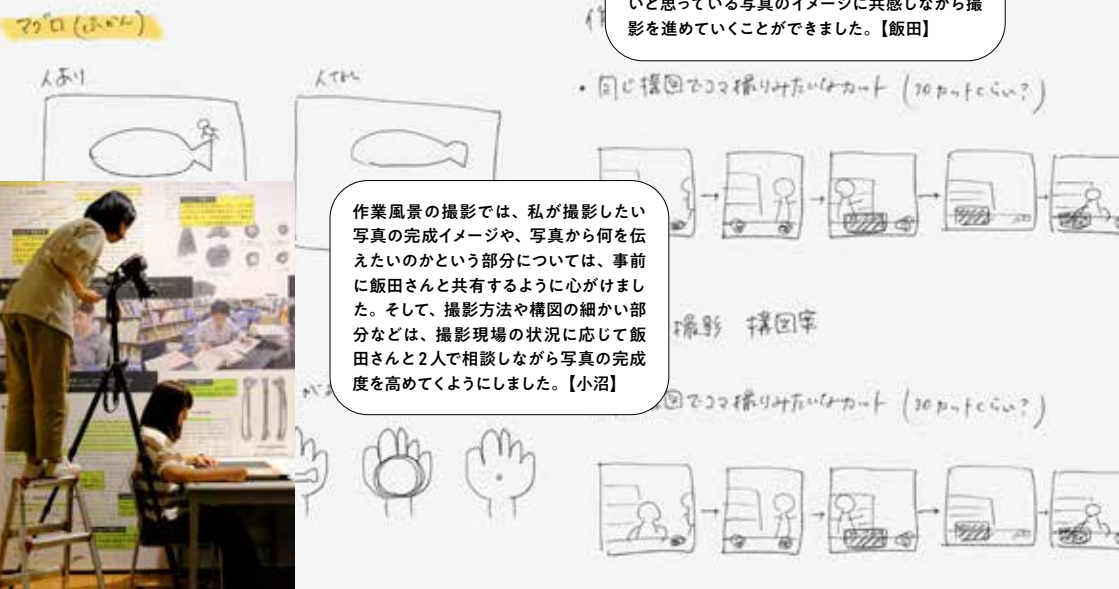 マグロ(ふかん)
人あり
人なし
いと思っている写真のイメージに共感しながら撮
影を進めていくことができました。【飯田】
・同じ構図でコマ撮りみたいなカット(20カットくらい?)
作業風景の撮影では、私が撮影したい
写真の完成イメージや、写真から何を伝
えたいのかという部分については、事前
に飯田さんと共有するように心がけまし
た。そして、撮影方法や構図の細かい部
分などは、撮影現場の状況に応じて飯
田さんと2人で相談しながら写真の完成
度を高めてくようにしました。【小沼】
撮影 構図案
図でコマ撮りみたいなカット(20カットくらい?)